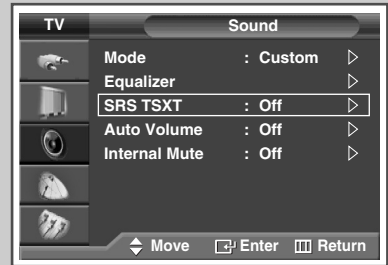 TV Sound
Mode : Custom
Equalizer
SRS TSXT : Off
Auto Volume : Off
Internal Mute : Off
Move Enter Return